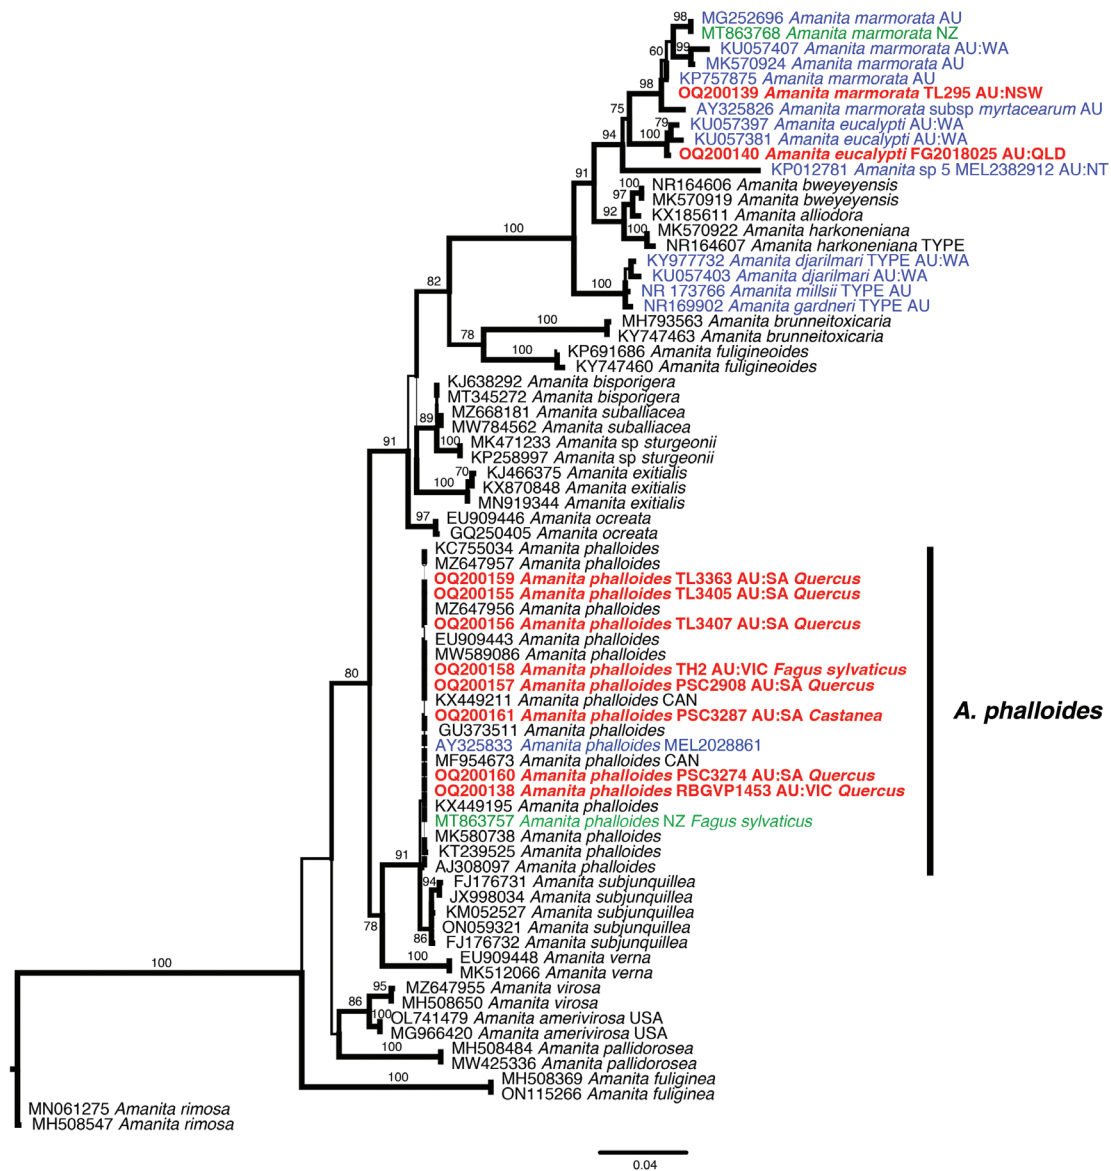 98
MG252696 Amanita marmorata AU
MT863768 Amanita marmorata NZ
99
KU057407 Amanita marmorata AU:WA
60
MK570924 Amanita marmorata AU
KP757875 Amanita marmorata AU
98
OQ200139 Amanita marmorata TL295 AU:NSW
75
AY325826 Amanita marmorata subsp myrtacearum AU
79
KU057397 Amanita eucalypti AU:WA
94
100
KU057381 Amanita eucalypti AU:WA
OQ200140 Amanita eucalypti FG2018025 AU:QLD
KP012781 Amanita sp 5 MEL2382912 AU:NT
91
100
NR164606 Amanita bweyeyensis
97
MK570919 Amanita bweyeyensis
92
KX185611 Amanita alliodora
100
MK570922 Amanita harkoneniana
100
NR164607 Amanita harkoneniana TYPE
KY977732 Amanita djarilmari TYPE AU:WA
KU057403 Amanita djarilmari AU:WA
82
100
NR 173766 Amanita millsii TYPE AU
NR169902 Amanita gardneri TYPE AU
100
MH793563 Amanita brunneitoxicaria
78
KY747463 Amanita brunneitoxicaria
100
KP691686 Amanita fuligineoides
KY747460 Amanita fuligineoides
KJ638292 Amanita bisporigera
MT345272 Amanita bisporigera
89
MZ668181 Amanita suballiacea
MW784562 Amanita suballiacea
91
100
MK471233 Amanita sp sturgeonii
KP258997 Amanita sp sturgeonii
70
KJ466375 Amanita exitialis
100
KX870848 Amanita exitialis
MN919344 Amanita exitialis
97
EU909446 Amanita ocreata
GQ250405 Amanita ocreata
KC755034 Amanita phalloides
MZ647957 Amanita phalloides
OQ200159 Amanita phalloides TL3363 AU:SA Quercus
OQ200155 Amanita phalloides TL3405 AU:SA Quercus
MZ647956 Amanita phalloides
OQ200156 Amanita phalloides TL3407 AU:SA Quercus
EU909443 Amanita phalloides
MW589086 Amanita phalloides
80
OQ200158 Amanita phalloides TH2 AU:VIC Fagus sylvaticus
OQ200157 Amanita phalloides PSC2908 AU:SA Quercus
KX449211 Amanita phalloides CAN
OQ200161 Amanita phalloides PSC3287 AU:SA Castanea
A. phalloides
GU373511 Amanita phalloides
AY325833 Amanita phalloides MEL2028861
MF954673 Amanita phalloides CAN
OQ200160 Amanita phalloides PSC3274 AU:SA Quercus
OQ200138 Amanita phalloides RBGVP1453 AU:VIC Quercus
KX449195 Amanita phalloides
MT863757 Amanita phalloides NZ Fagus sylvaticus
MK580738 Amanita phalloides
91
KT239525 Amanita phalloides
AJ308097 Amanita phalloides
94
FJ176731 Amanita subjunquillea
JX998034 Amanita subjunquillea
KM052527 Amanita subjunquillea
78
ON059321 Amanita subjunquillea
86
FJ176732 Amanita subjunquillea
100
EU909448 Amanita verna
100
MK512066 Amanita verna
95
MZ647955 Amanita virosa
86
MH508650 Amanita virosa
100
OL741479 Amanita amerivirosa USA
MG966420 Amanita amerivirosa USA
100
MH508484 Amanita pallidorosea
MW425336 Amanita pallidorosea
100
MH508369 Amanita fuliginea
ON115266 Amanita fuliginea
MN061275 Amanita rimosa
MH508547 Amanita rimosa
0.04